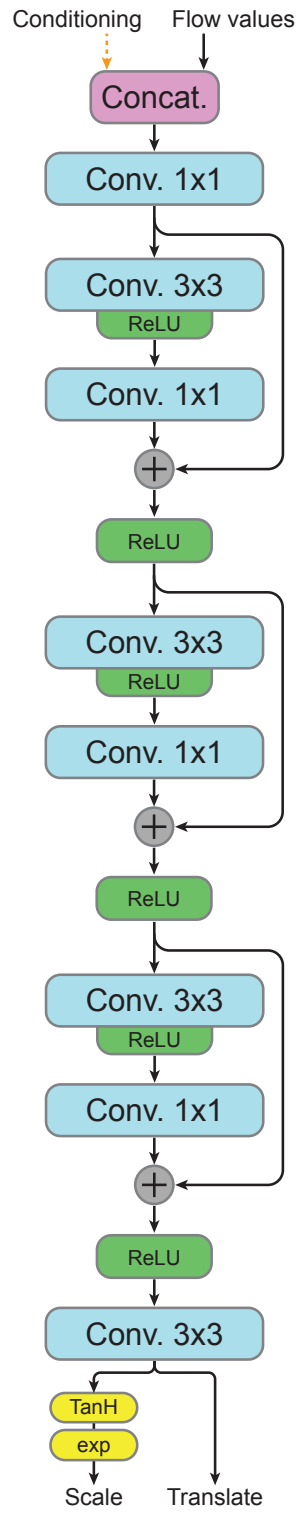 Conditioning Flow values
Concat.
Conv. 1x1
Conv. 3x3
ReLU
Conv. 1x1
+
ReLU
Conv. 3x3
ReLU
Conv. 1x1
+
ReLU
Conv. 3x3
ReLU
Conv. 1x1
+
ReLU
Conv. 3x3
TanH
exp
Scale Translate